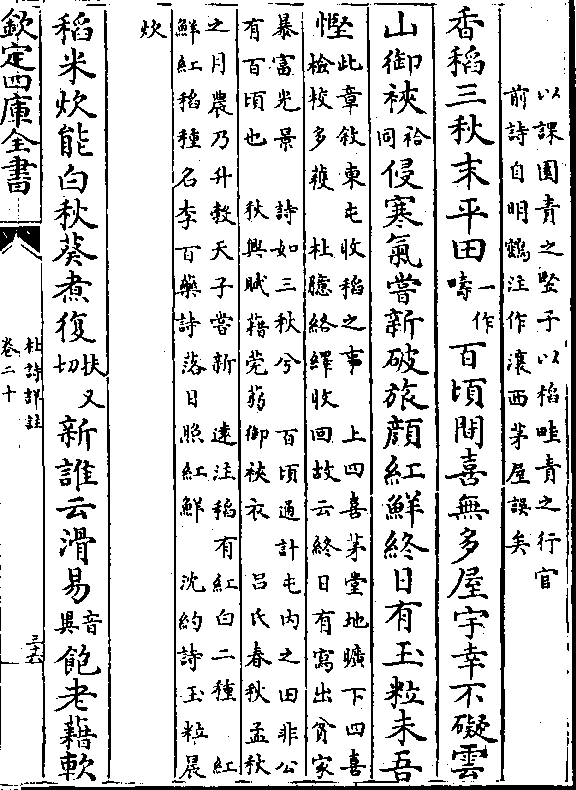 以課園責之豎子以稻畦責之行官
前詩自明鶴注作瀼西茅屋誤矣
香稻三秋末平田一作疇百頃間喜無多屋宇幸不礙雲
山御裌袷同侵寒氣嘗新破旅顔紅鮮終日有玉粒未吾
慳此章敘東屯收稻之事 上四喜茅堂地曠下四喜
檢校多穫 杜臆絡繹收回故云終日有寫出貧家
暴富光景 詩如三秋兮 百頃通計屯内之田非公
有百頃也 秋興賦藉莞蒻御裌衣 呂氏春秋孟秋
之月農乃升穀天子嘗新 遠注稻有紅白二種 紅
鮮紅稻種名李百藥詩落日照紅鮮 沈約詩玉粒晨
炊
稻米炊能白秋葵煮復扶又切新誰云滑易音異飽老藉軟
欽定四庫全書
杜詩詳註
卷二十
三六